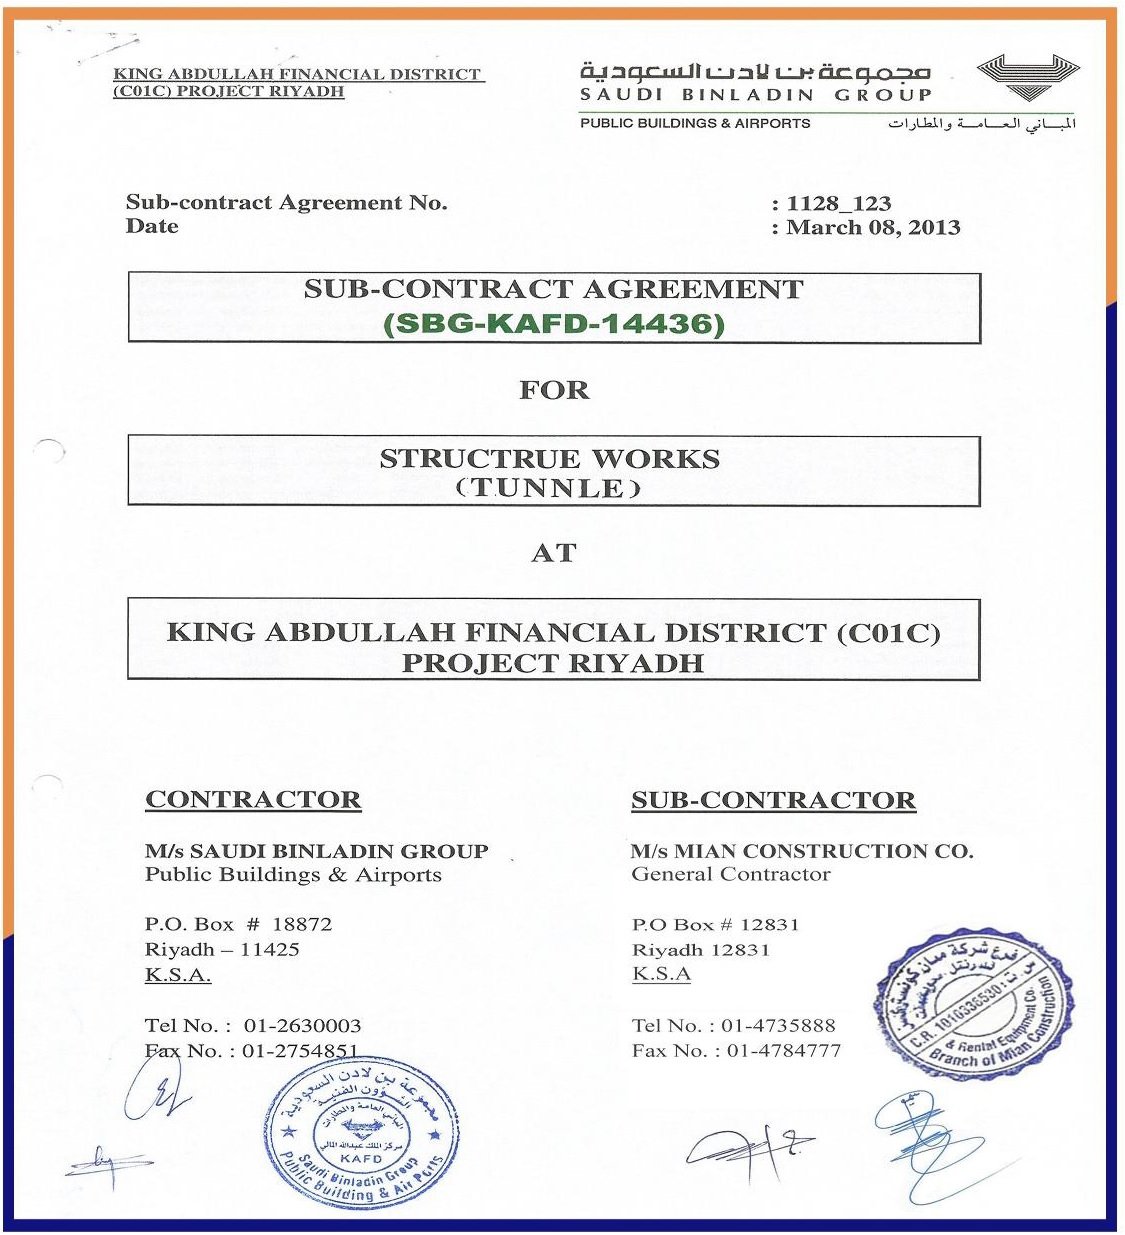 KING ABDULLAH FINANCIAL DISTRICT
(C01C) PROJECT RIYADH
مجموعة بن لادن السعودية
SAUDI BINLADIN GROUP
PUBLIC BUILDINGS & AIRPORTS المباني العامة والمطارات
Sub-contract Agreement No. : 1128_123
Date : March 08, 2013
SUB-CONTRACT AGREEMENT
(SBG-KAFD-14436)
FOR
STRUCTRUE WORKS
(TUNNLE)
AT
KING ABDULLAH FINANCIAL DISTRICT (C01C)
PROJECT RIYADH
CONTRACTOR
M/s SAUDI BINLADIN GROUP
Public Buildings & Airports
P.O. Box # 18872
Riyadh – 11425
K.S.A.
Tel No. : 01-2630003
Fax No. : 01-2754851
SUB-CONTRACTOR
M/s MIAN CONSTRUCTION CO.
General Contractor
P.O Box # 12831
Riyadh 12831
K.S.A
Tel No. : 01-4735888
Fax No. : 01-4784777
مجموعة بن لادن السعودية
الشؤون الفنية
المباني العامة والمطارات
مركز الملك عبدالله المالي
KAFD
Saudi Binladin Group
Public Building & Air Ports
فرع شركة ميان
C.R. 1010336530 : س . ت
& Rental Equipment Co.
Branch of Mian Construction